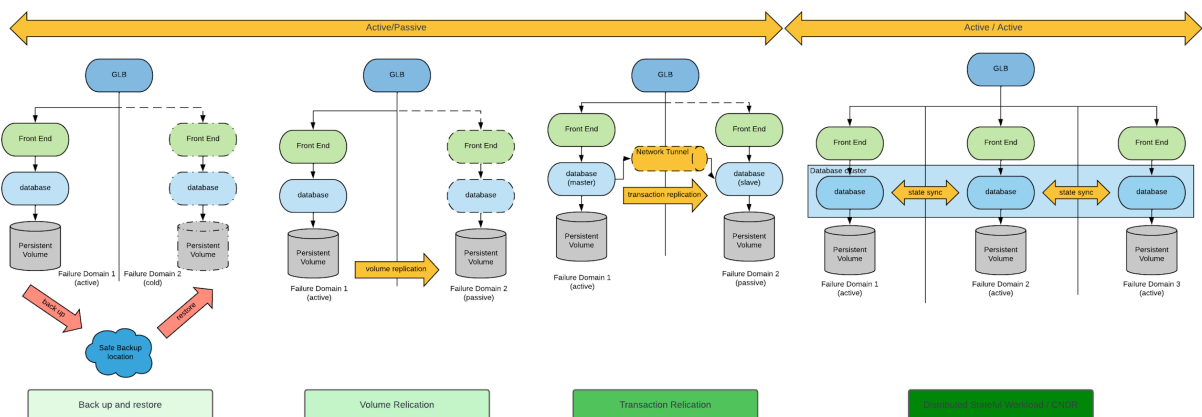 Active/Passive
Active / Active
GLB
Front End
Front End
database
database
Persistent
Volume
Persistent
Volume
Failure Domain 1
(active)
Failure Domain 2
(cold)
back up
restore
Safe Backup
location
Back up and restore
GLB
Front End
Front End
database
database
Persistent
Volume
Persistent
Volume
volume replication
Failure Domain 1
(active)
Failure Domain 2
(passive)
Volume Relication
GLB
Front End
Front End
Network Tunnel
database
(master)
database
(slave)
transaction replication
Persistent
Volume
Persistent
Volume
Failure Domain 1
(active)
Failure Domain 2
(passive)
Transaction Relication
GLB
Front End
Front End
Front End
Database cluster
database
state sync
database
state sync
database
Persistent
Volume
Persistent
Volume
Persistent
Volume
Failure Domain 1
(active)
Failure Domain 2
(active)
Failure Domain 3
(active)
Distributed Stateful Workload / CNDR